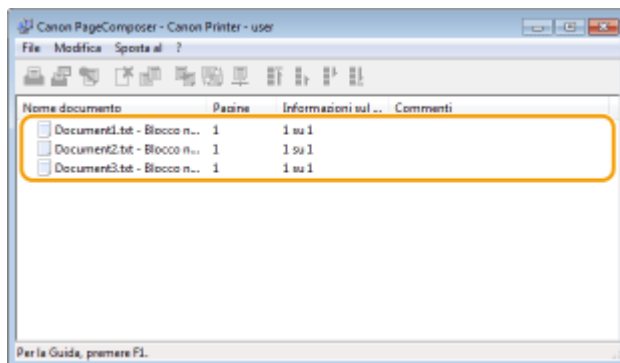 Canon PageComposer - Canon Printer - user
File Modifica Sposta al ?
Nome documento Pagine Informazioni sul ... Commenti
Document1.txt - Blocco n... 1 1 su 1
Document2.txt - Blocco n... 1 1 su 1
Document3.txt - Blocco n... 1 1 su 1
Per la Guida, premere F1.